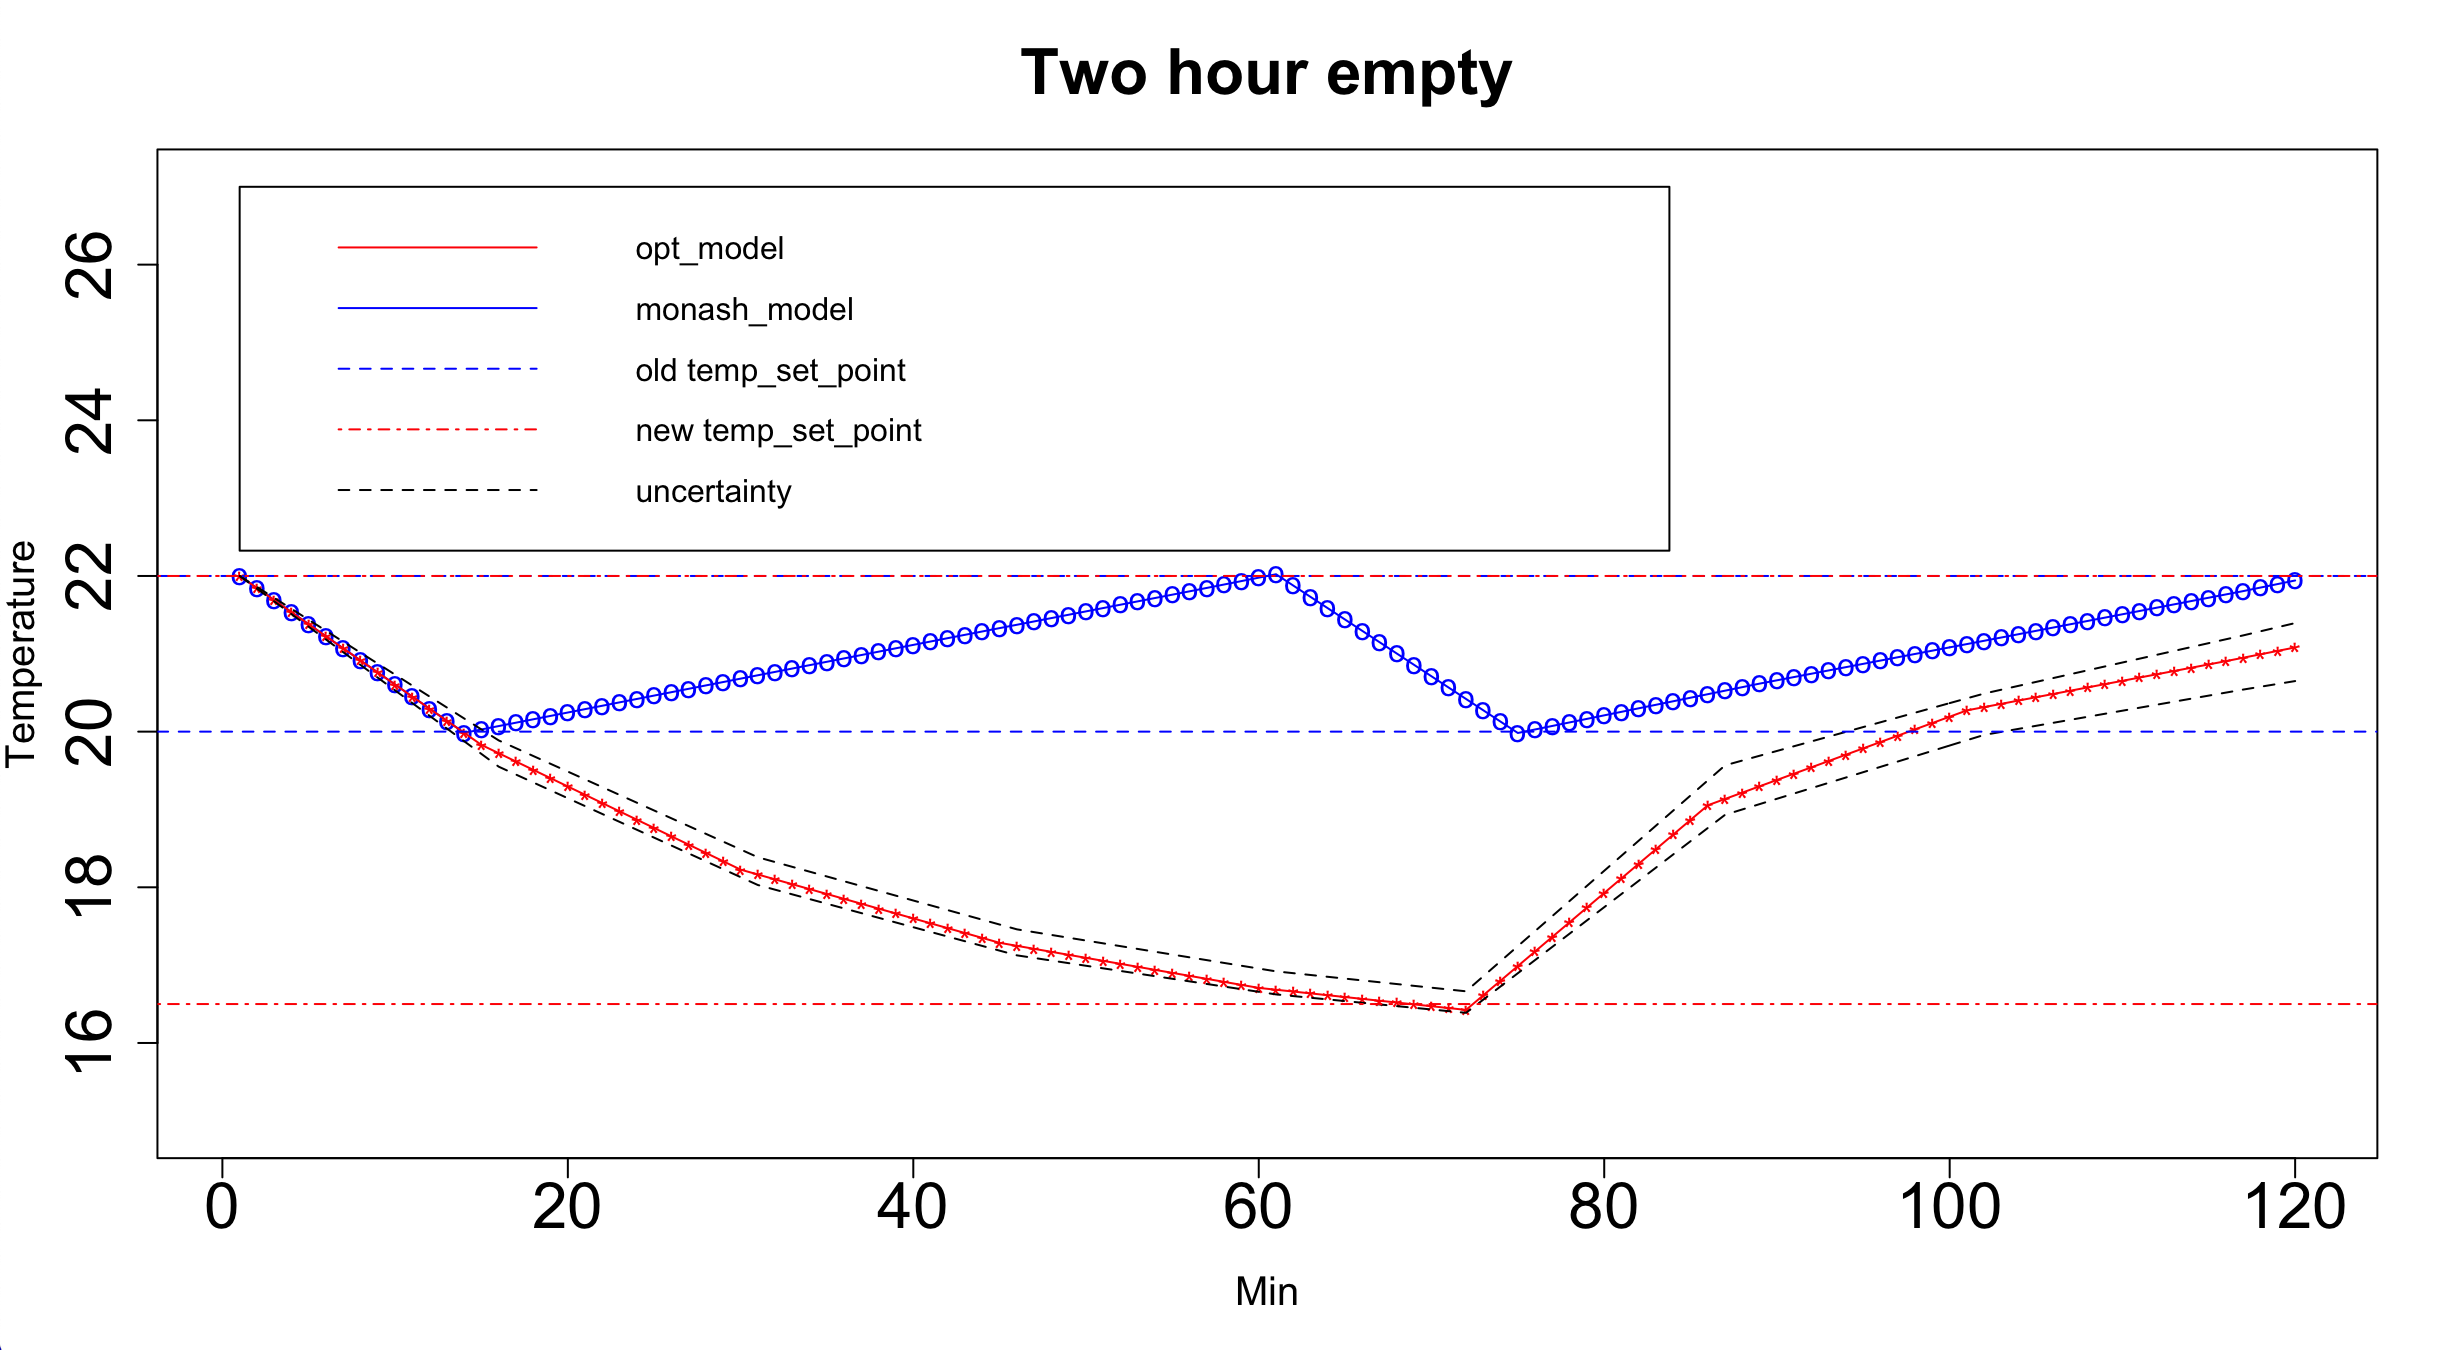 Two hour empty
opt_model
monash_model
old temp_set_point
new temp_set_point
uncertainty
Temperature
26
24
22
20
18
16
0 20 40 60 80 100 120
Min